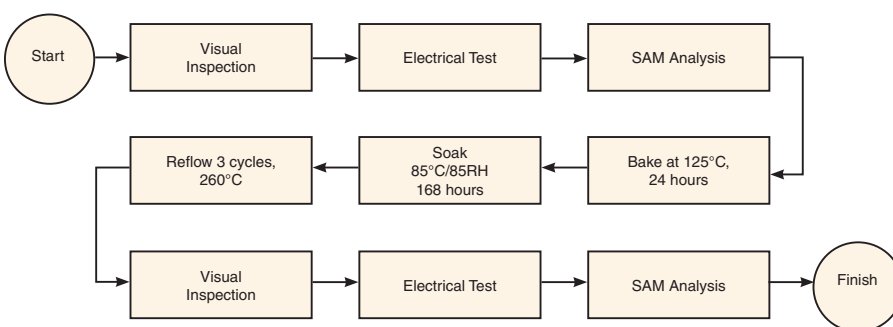 Start
Visual
Inspection
Electrical Test
SAM Analysis
Bake at 125°C,
24 hours
Soak
85°C/85RH
168 hours
Reflow 3 cycles,
260°C
Visual
Inspection
Electrical Test
SAM Analysis
Finish